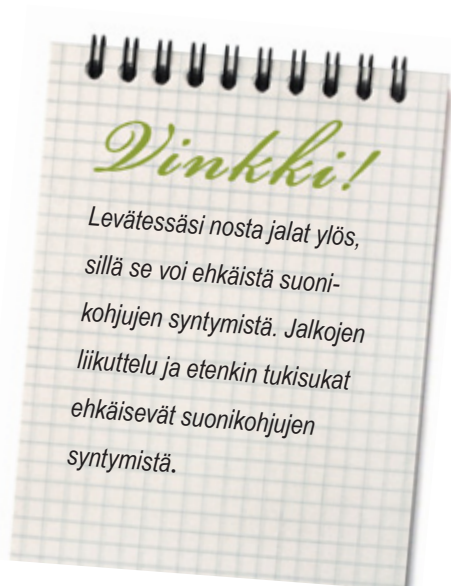 Vinkki!
Levätessäsi nosta jalat ylös,
sillä se voi ehkäistä suoni-
kohjujen syntymistä. Jalkojen
liikuttelu ja etenkin tukisukat
ehkäisevät suonikohjujen
syntymistä.